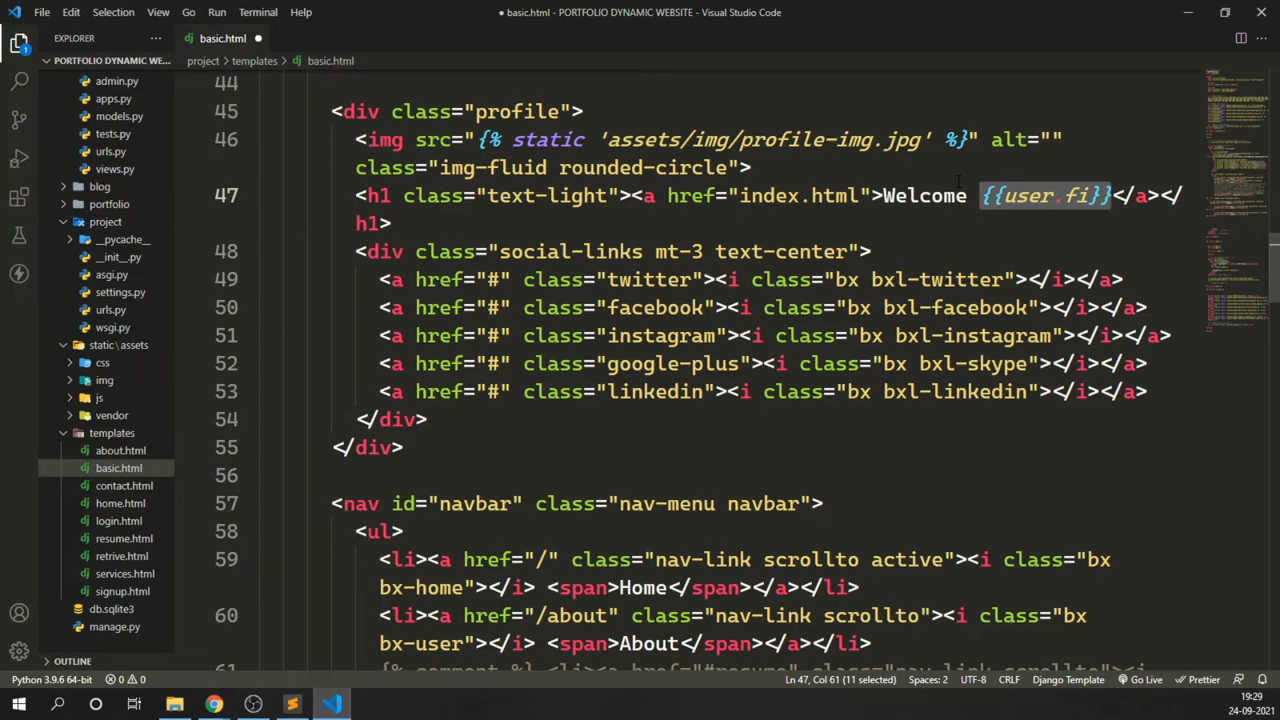 File Edit Selection View Go Run Terminal Help
● basic.html - PORTFOLIO DYNAMIC WEBSITE - Visual Studio Code
EXPLORER
basic.html
PORTFOLIO DYNAMIC WE...
project > templates > basic.html
admin.py
apps.py
models.py
tests.py
urls.py
views.py
blog
portfolio
project
__pycache__
__init__.py
asgi.py
settings.py
urls.py
wsgi.py
static\assets
css
img
js
vendor
templates
about.html
basic.html
contact.html
home.html
login.html
resume.html
retrive.html
services.html
signup.html
db.sqlite3
manage.py
OUTLINE
44
45 <div class="profile">
46 <img src="{% static 'assets/img/profile-img.jpg' %}" alt=""
class="img-fluid rounded-circle">
47 <h1 class="text-light"><a href="index.html">Welcome {{user.fi}}</a></
h1>
48 <div class="social-links mt-3 text-center">
49 <a href="#" class="twitter"><i class="bx bxl-twitter"></i></a>
50 <a href="#" class="facebook"><i class="bx bxl-facebook"></i></a>
51 <a href="#" class="instagram"><i class="bx bxl-instagram"></i></a>
52 <a href="#" class="google-plus"><i class="bx bxl-skype"></i></a>
53 <a href="#" class="linkedin"><i class="bx bxl-linkedin"></i></a>
54 </div>
55 </div>
56
57 <nav id="navbar" class="nav-menu navbar">
58 <ul>
59 <li><a href="/" class="nav-link scrollto active"><i class="bx
bx-home"></i> <span>Home</span></a></li>
60 <li><a href="/about" class="nav-link scrollto"><i class="bx
bx-user"></i> <span>About</span></a></li>
61 {% comment %} <li><a href="#resume" class="nav-link scrollto"><i
Python 3.9.6 64-bit 0 0 Ln 47, Col 61 (11 selected) Spaces: 2 UTF-8 CRLF Django Template Go Live Prettier
19:29
24-09-2021